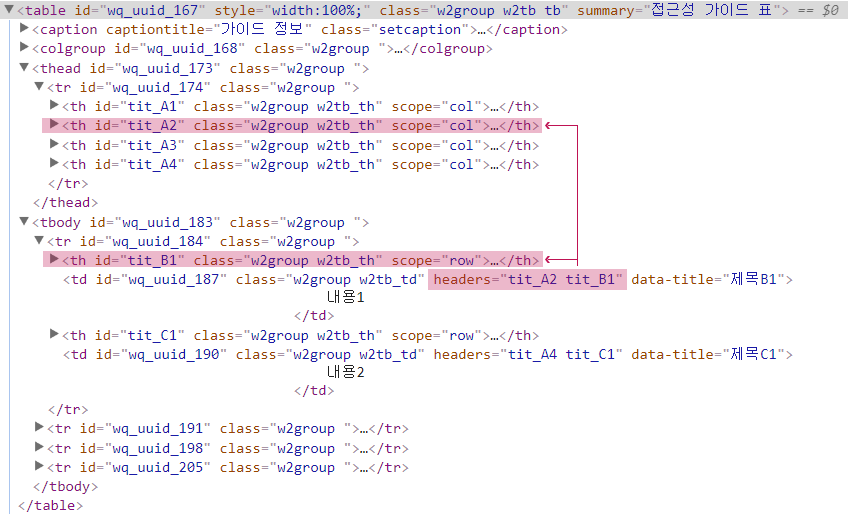 ▼<table id="wq_uuid_167" style="width:100%;" class="w2group w2tb tb" summary="접근성 가이드 표"> == $0
▶<caption captiontitle="가이드 정보" class="setcaption">…</caption>
▶<colgroup id="wq_uuid_168" class="w2group ">…</colgroup>
▼<thead id="wq_uuid_173" class="w2group ">
▼<tr id="wq_uuid_174" class="w2group ">
▶<th id="tit_A1" class="w2group w2tb_th" scope="col">…</th>
▶<th id="tit_A2" class="w2group w2tb_th" scope="col">…</th>
▶<th id="tit_A3" class="w2group w2tb_th" scope="col">…</th>
▶<th id="tit_A4" class="w2group w2tb_th" scope="col">…</th>
</tr>
</thead>
▼<tbody id="wq_uuid_183" class="w2group ">
▼<tr id="wq_uuid_184" class="w2group ">
▶<th id="tit_B1" class="w2group w2tb_th" scope="row">…</th>
<td id="wq_uuid_187" class="w2group w2tb_td" headers="tit_A2 tit_B1" data-title="제목B1">
내용1
</td>
▶<th id="tit_C1" class="w2group w2tb_th" scope="row">…</th>
<td id="wq_uuid_190" class="w2group w2tb_td" headers="tit_A4 tit_C1" data-title="제목C1">
내용2
</td>
</tr>
▶<tr id="wq_uuid_191" class="w2group ">…</tr>
▶<tr id="wq_uuid_198" class="w2group ">…</tr>
▶<tr id="wq_uuid_205" class="w2group ">…</tr>
</tbody>
</table>